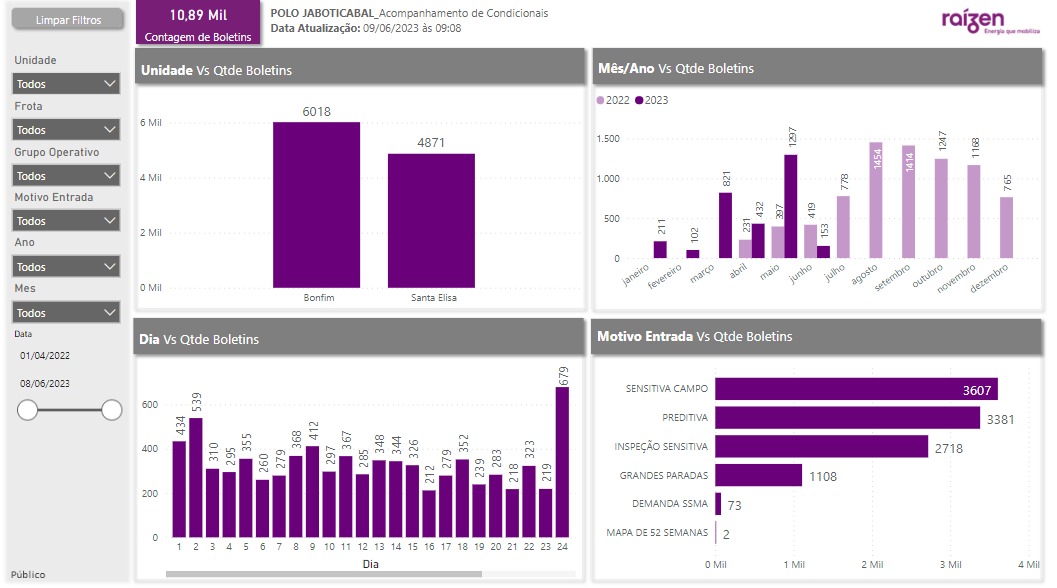 Limpar Filtros
10,89 Mil
Contagem de Boletins
POLO JABOTICABAL_Acompanhamento de Condicionais
Data Atualização: 09/06/2023 às 09:08
raízen
Energia que mobiliza
Unidade
Todos
Frota
Todos
Grupo Operativo
Todos
Motivo Entrada
Todos
Ano
Todos
Mes
Todos
Data
01/04/2022
08/06/2023
Público
Unidade Vs Qtde Boletins
6 Mil
4 Mil
2 Mil
0 Mil
6018
4871
Bonfim
Santa Elisa
Mês/Ano Vs Qtde Boletins
2022 2023
1.500
1.000
500
0
211
102
821
231
432
397
1297
419
153
778
1454
1414
1247
1168
765
janeiro
fevereiro
março
abril
maio
junho
julho
agosto
setembro
outubro
novembro
dezembro
Dia Vs Qtde Boletins
600
400
200
0
434 539 310 295 355 260 279 368 412 297 367 285 348 344 326 212 279 352 239 283 218 323 219 679
1 2 3 4 5 6 7 8 9 10 11 12 13 14 15 16 17 18 19 20 21 22 23 24
Dia
Motivo Entrada Vs Qtde Boletins
SENSITIVA CAMPO 3607
PREDITIVA 3381
INSPEÇÃO SENSITIVA 2718
GRANDES PARADAS 1108
DEMANDA SSMA 73
MAPA DE 52 SEMANAS 2
0 Mil 1 Mil 2 Mil 3 Mil 4 Mil